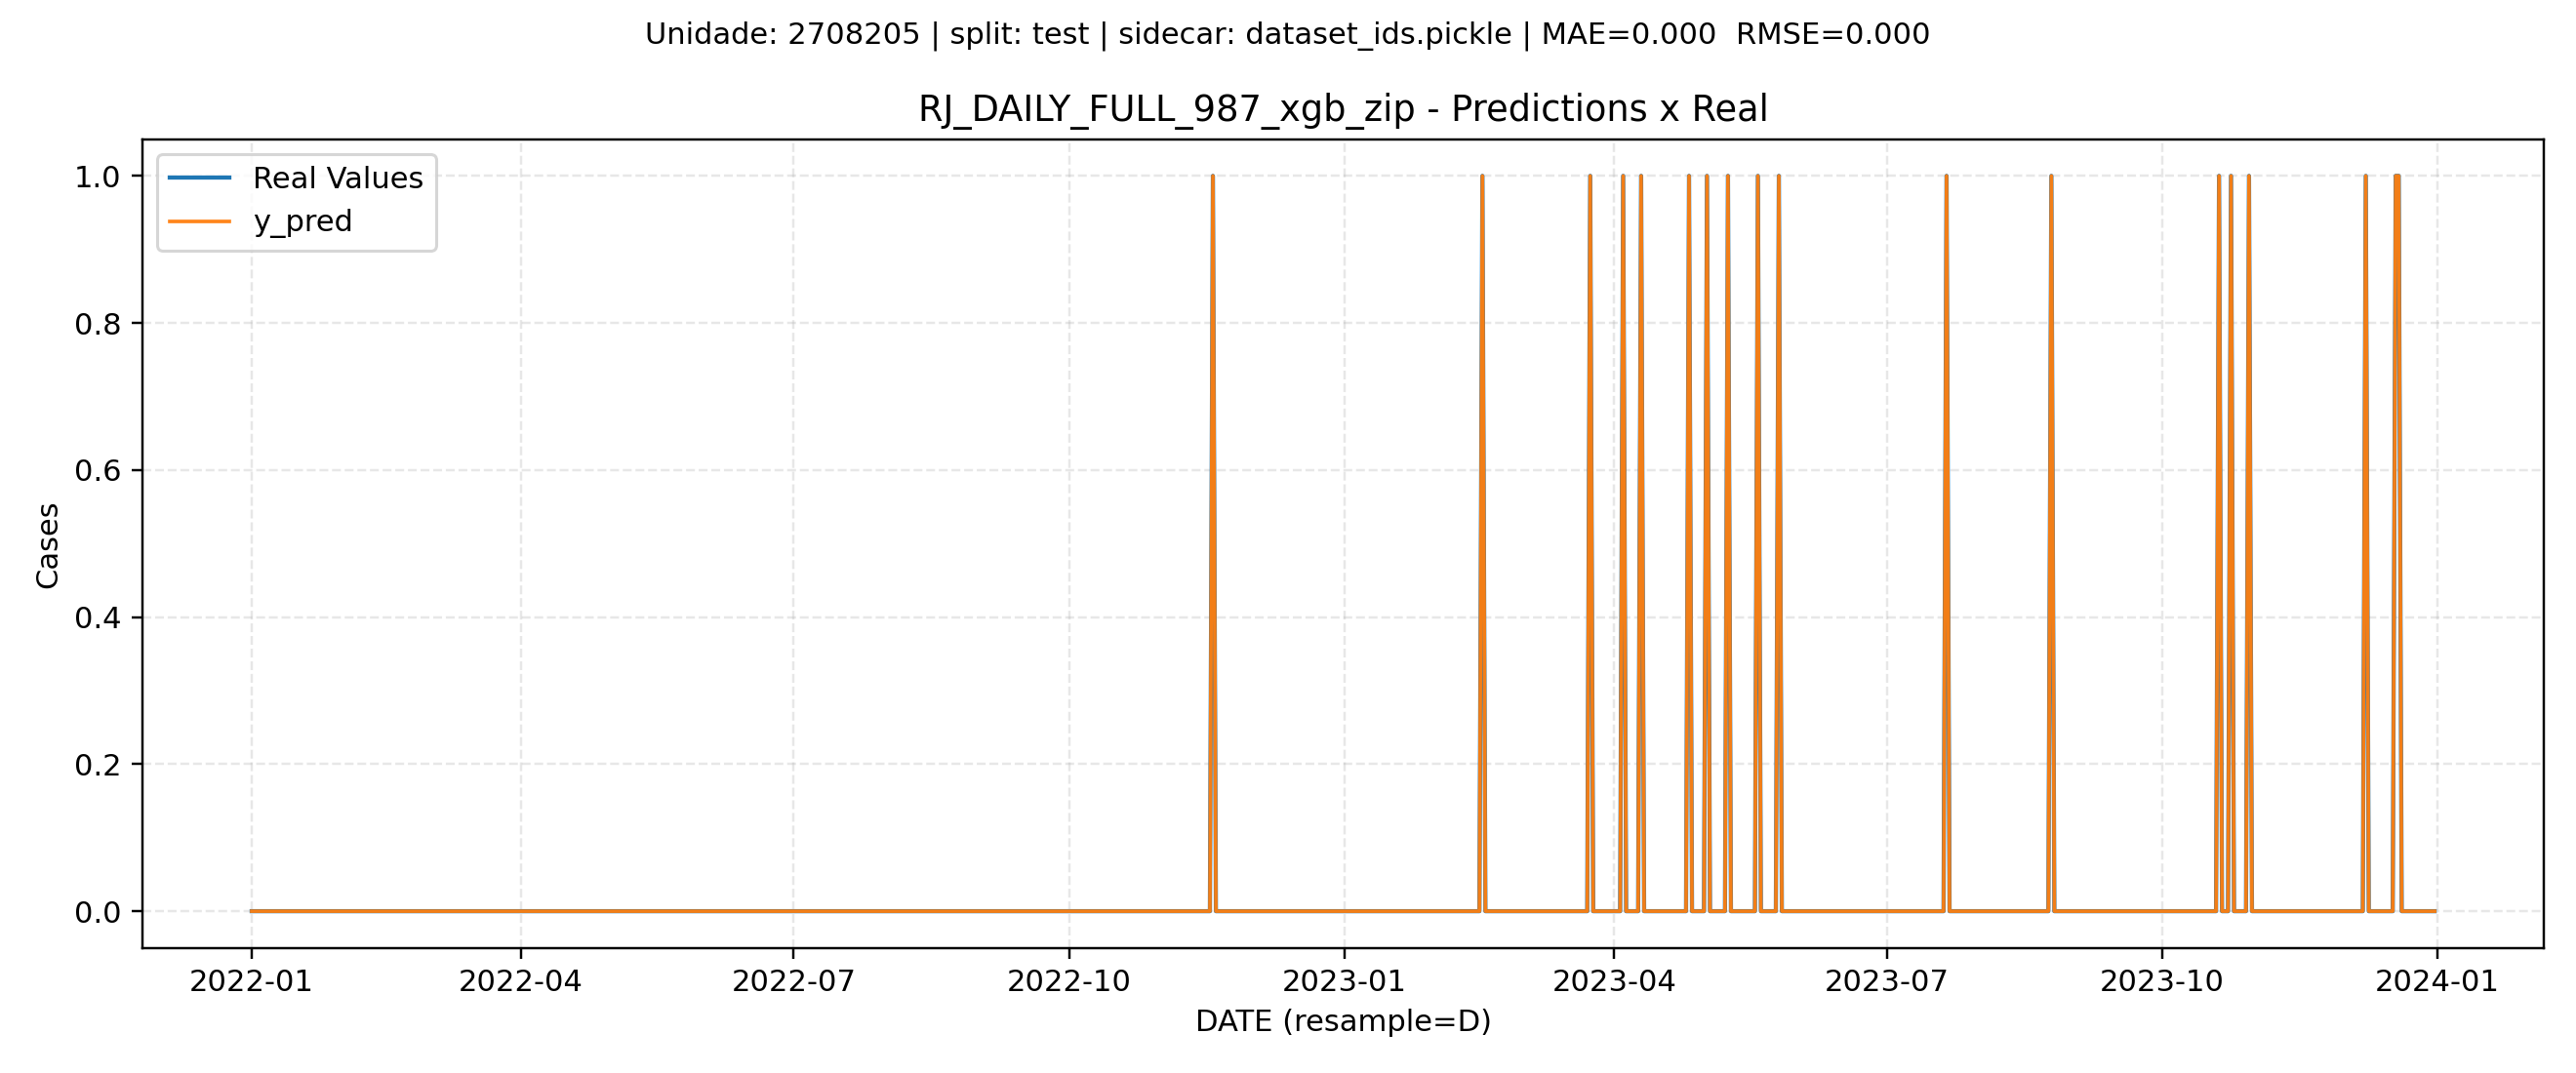 Unidade: 2708205 | split: test | sidecar: dataset_ids.pickle | MAE=0.000  RMSE=0.000
RJ_DAILY_FULL_987_xgb_zip - Predictions x Real
Real Values
y_pred
1.0
0.8
0.6
0.4
0.2
0.0
Cases
2022-01 2022-04 2022-07 2022-10 2023-01 2023-04 2023-07 2023-10 2024-01
DATE (resample=D)